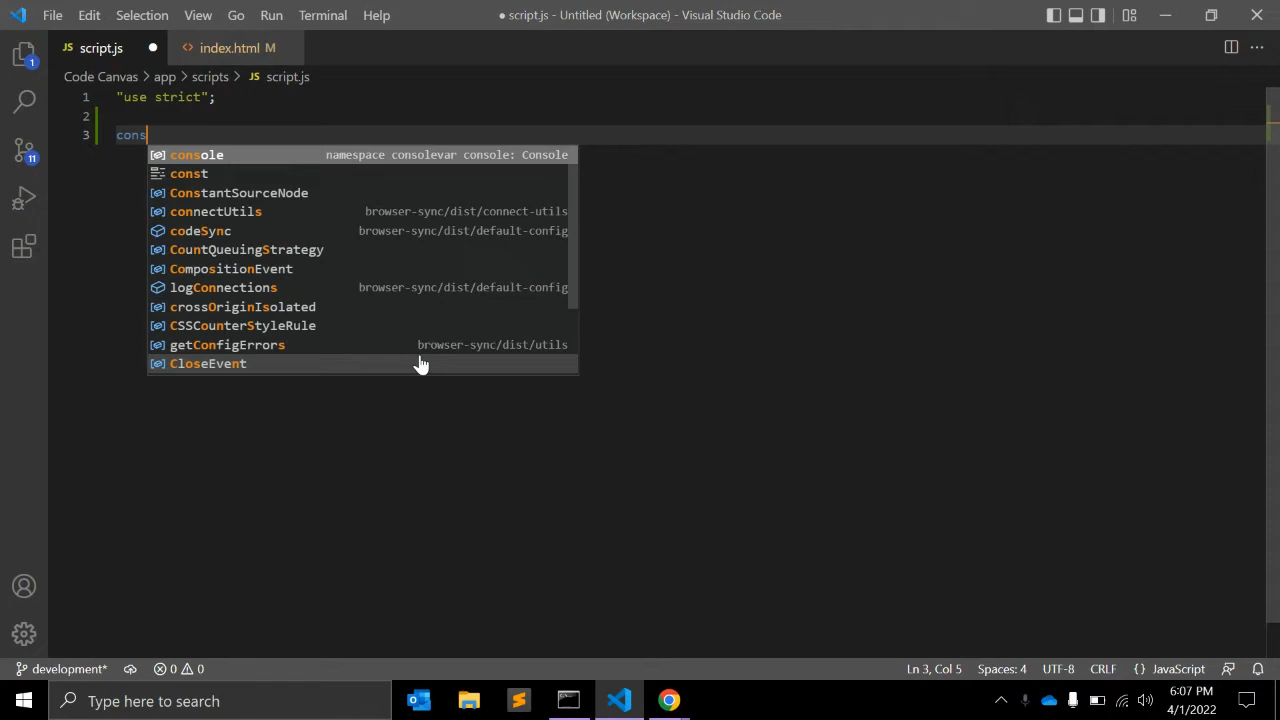 File Edit Selection View Go Run Terminal Help
● script.js - Untitled (Workspace) - Visual Studio Code
JS script.js ●
<> index.html M
Code Canvas > app > scripts > JS script.js
1 "use strict";
2
3 cons
console namespace consolevar console: Console
const
ConstantSourceNode
connectUtils browser-sync/dist/connect-utils
codeSync browser-sync/dist/default-config
CountQueuingStrategy
CompositionEvent
logConnections browser-sync/dist/default-config
crossOriginIsolated
CSSCounterStyleRule
getConfigErrors browser-sync/dist/utils
CloseEvent
1
11
development*
0 0
Ln 3, Col 5 Spaces: 4 UTF-8 CRLF {} JavaScript
Type here to search
6:07 PM
4/1/2022